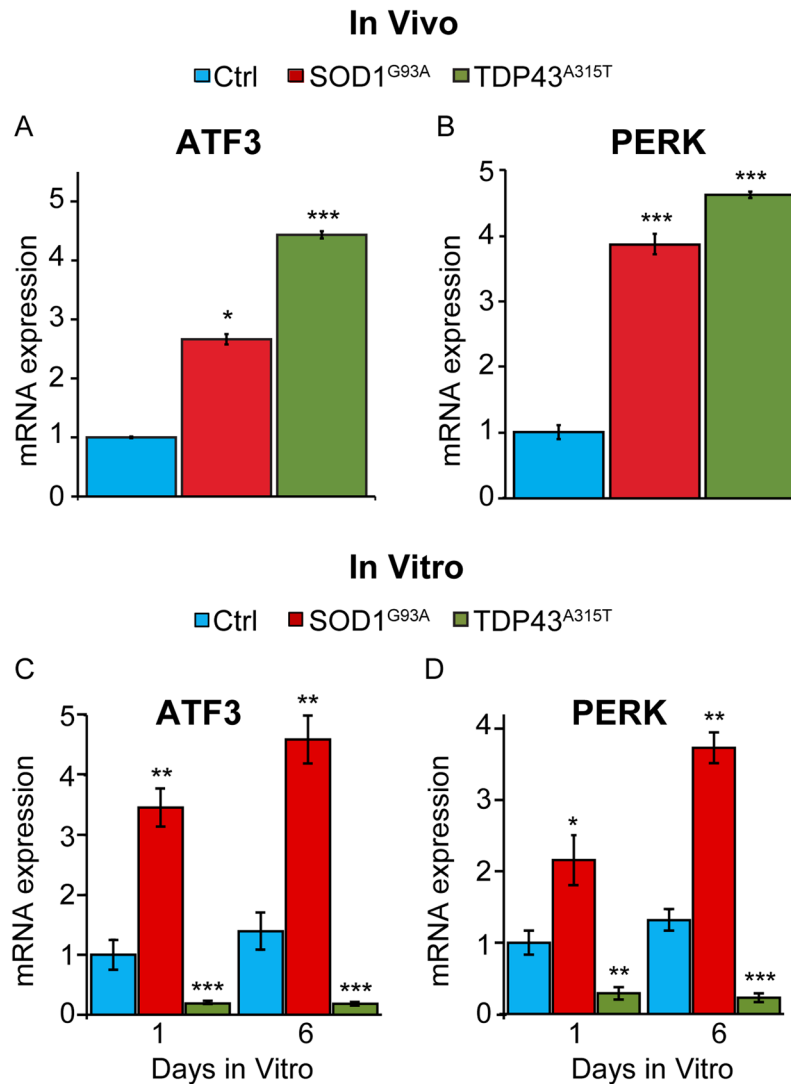 In Vivo
Ctrl SOD1G93A TDP43A315T
A
ATF3
mRNA expression
5
4
3
2
1
0
*
***
B
PERK
mRNA expression
5
4
3
2
1
0
***
***
In Vitro
Ctrl SOD1G93A TDP43A315T
C
ATF3
mRNA expression
5
4
3
2
1
0
**
***
**
***
1 6
Days in Vitro
D
PERK
mRNA expression
4
3
2
1
0
*
**
**
***
1 6
Days in Vitro